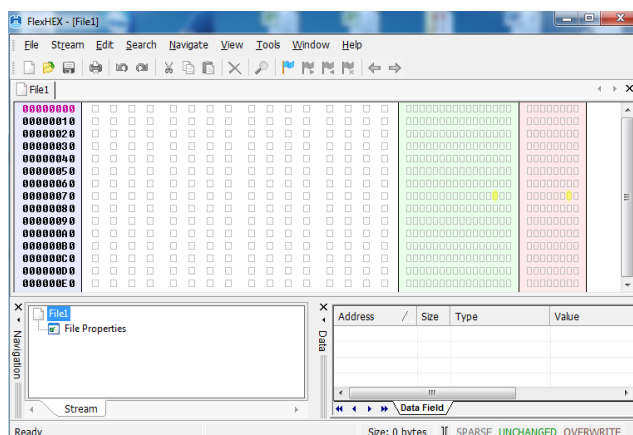 FlexHEX - [File1]
File Stream Edit Search Navigate View Tools Window Help
File1
00000000
00000010
00000020
00000030
00000040
00000050
00000060
00000070
00000080
00000090
000000A0
000000B0
000000C0
000000D0
000000E0
Navigation
File1
File Properties
Stream
Data
Address / Size Type Value
Data Field
Ready Size: 0 bytes SPARSE UNCHANGED OVERWRITE